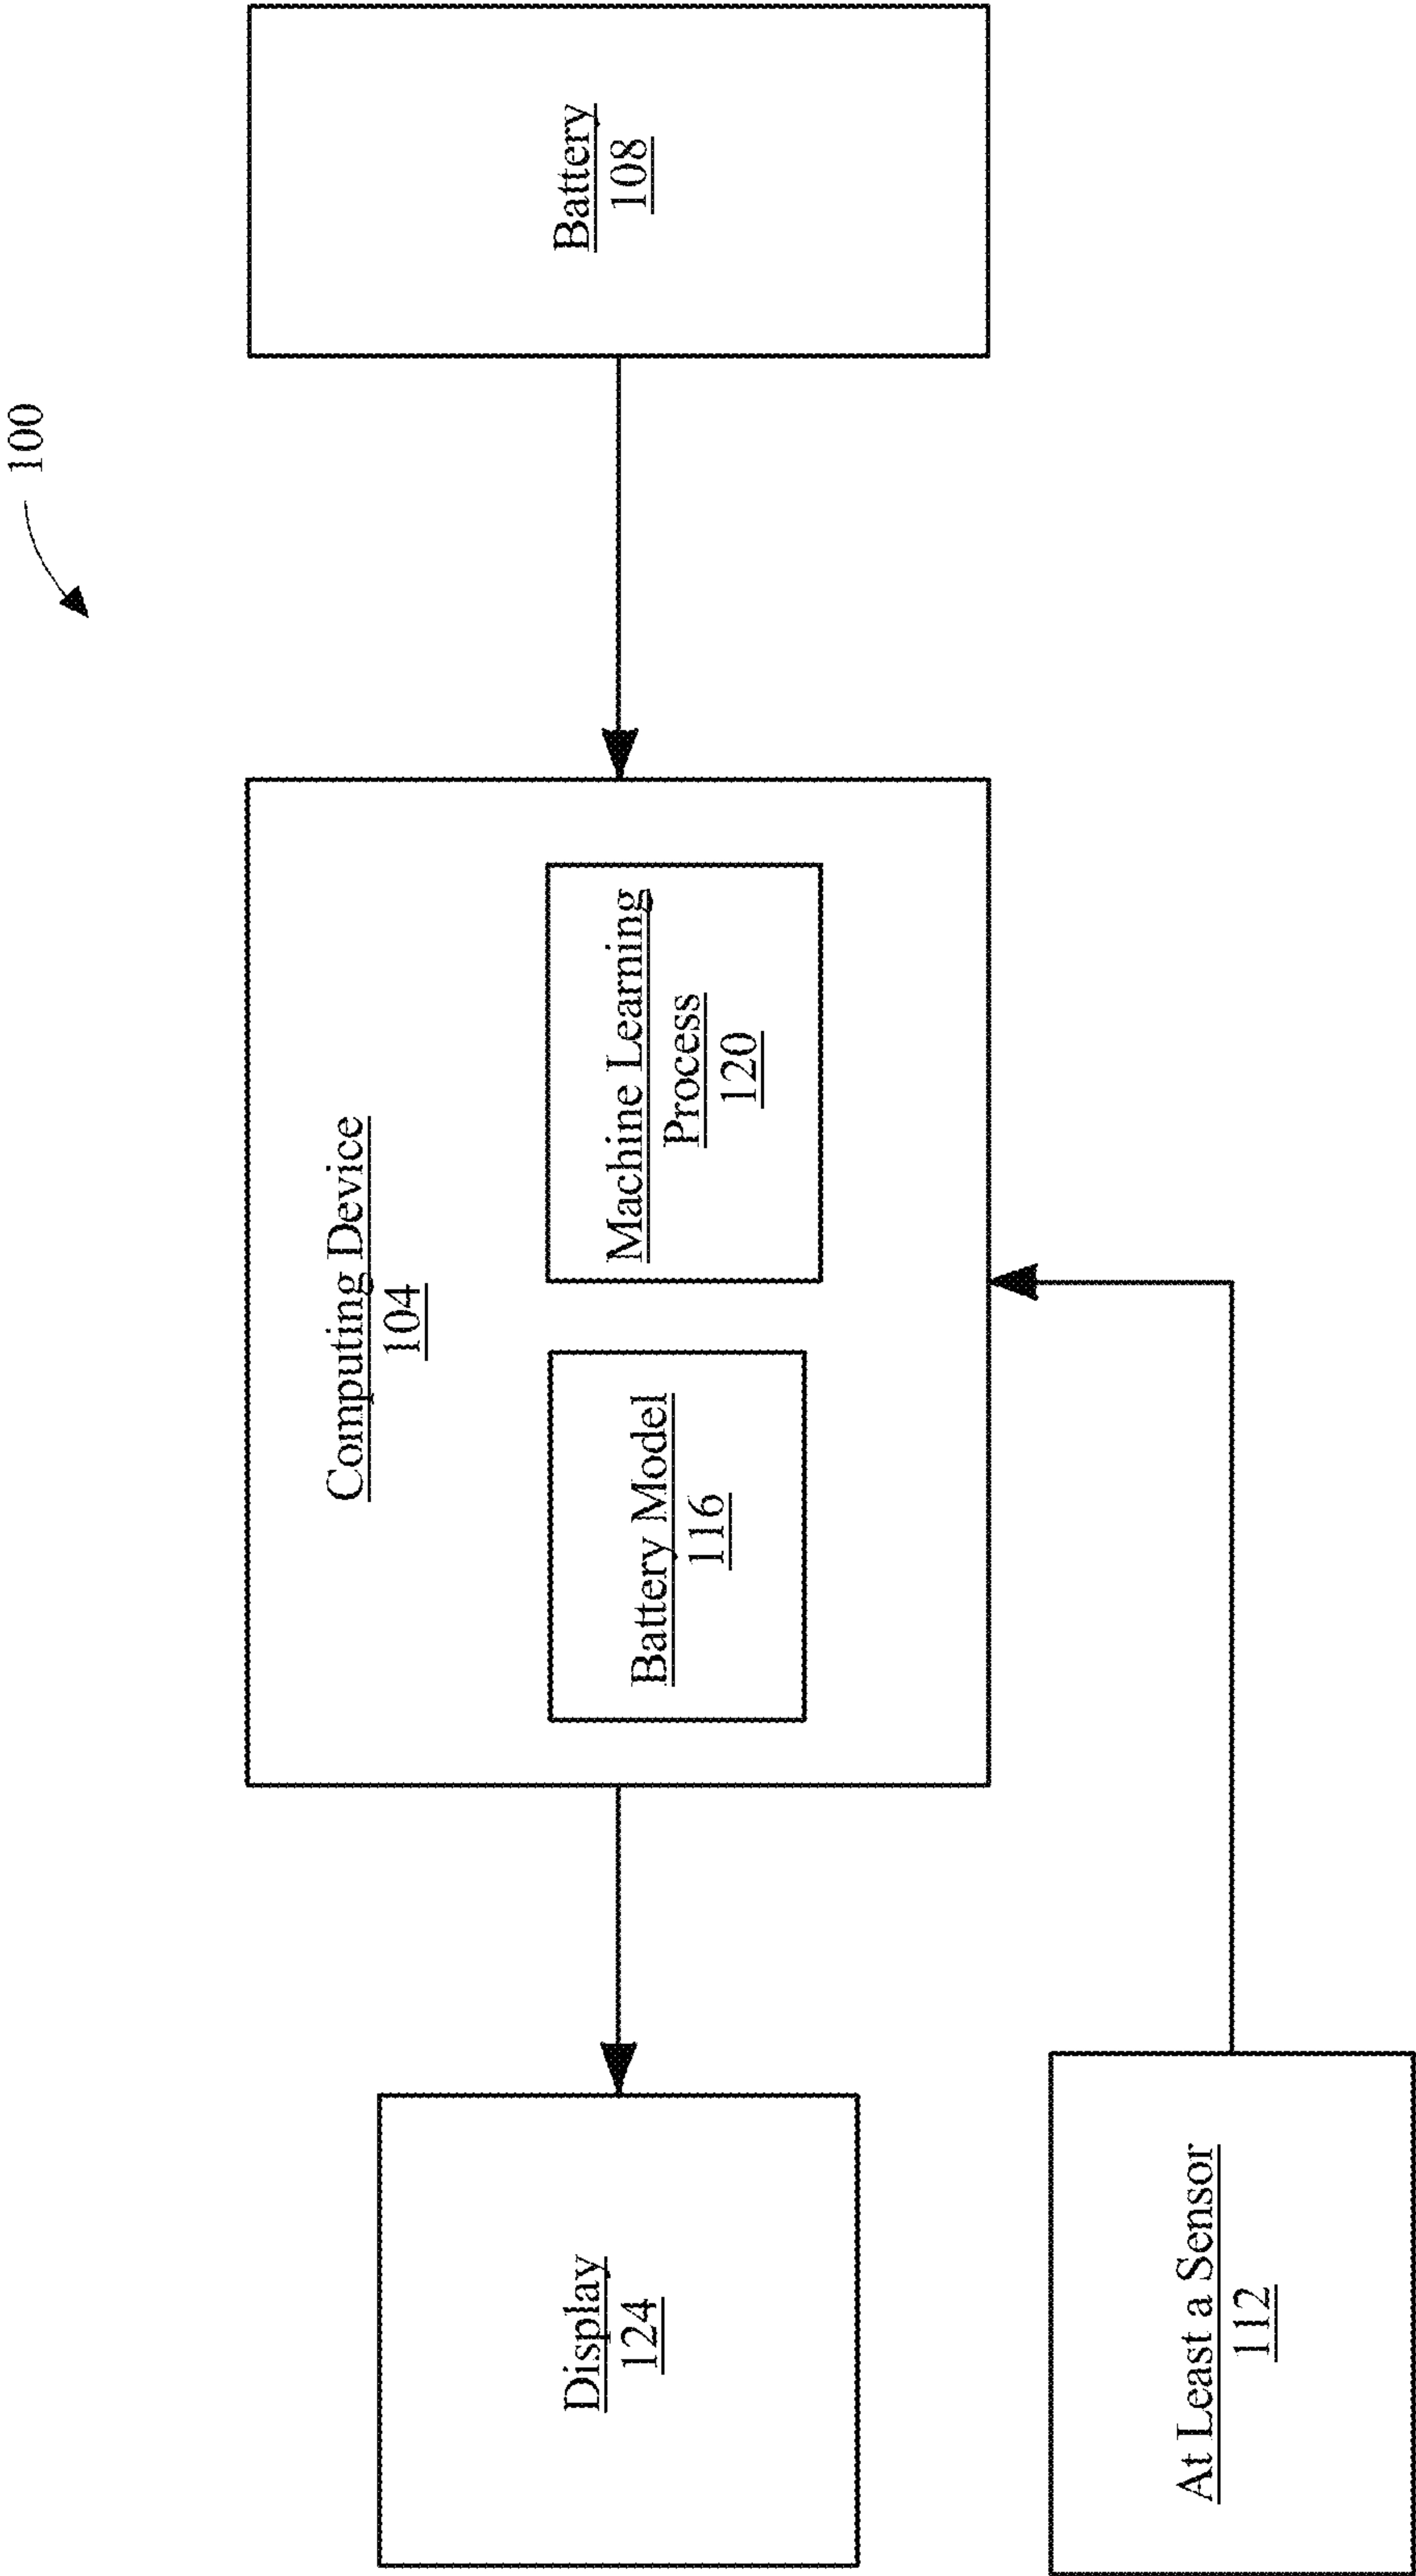 100
Display
124
Computing Device
104
Battery Model
116
Machine Learning
Process
120
Battery
108
At Least a Sensor
112